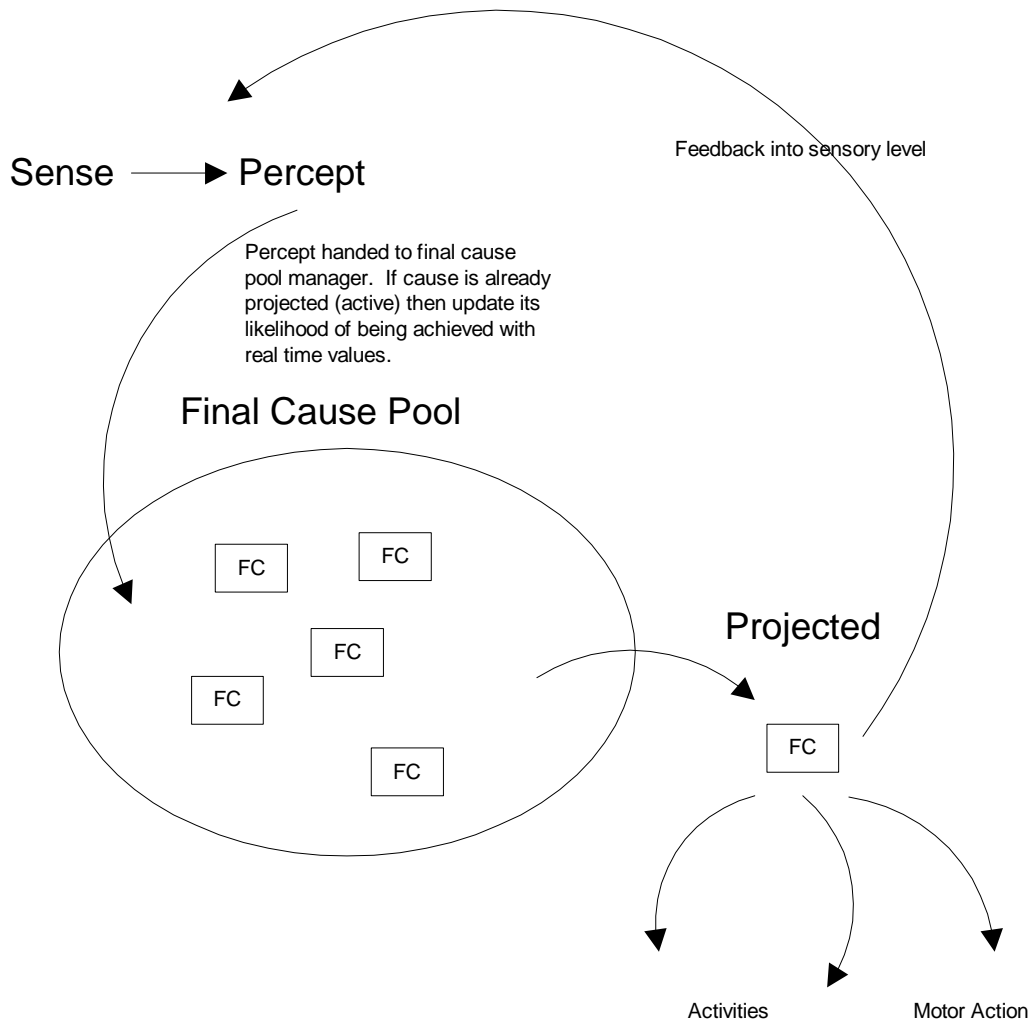 Feedback into sensory level
Sense
Percept
Percept handed to final cause
pool manager. If cause is already
projected (active) then update its
likelihood of being achieved with
real time values.
Final Cause Pool
FC
FC
FC
FC
FC
Projected
FC
Activities
Motor Action